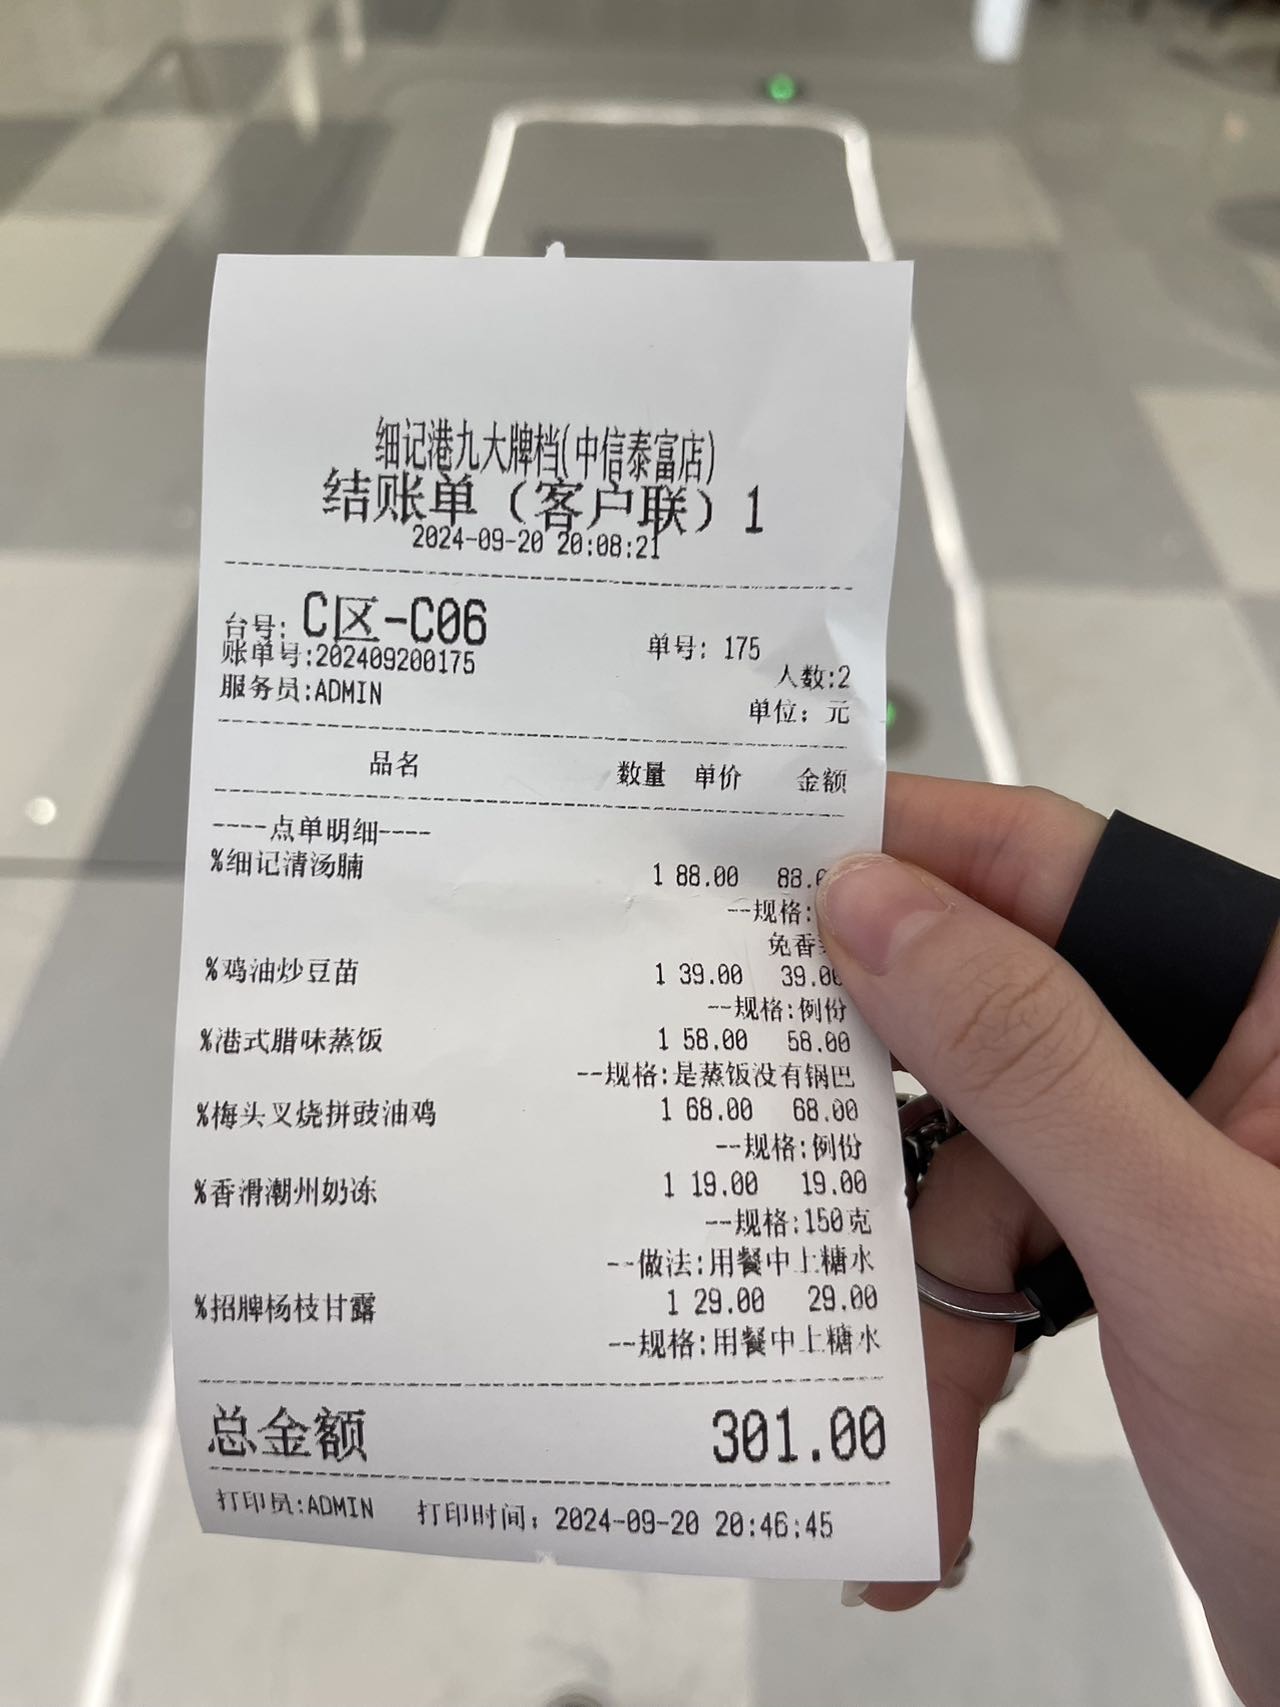 细记港九大牌档(中信泰富店)
结账单（客户联）1
2024-09-20 20:08:21
台号: C区-C06 单号: 175
账单号:202409200175 人数:2
服务员:ADMIN 单位: 元
品名 数量 单价 金额
----点单明细----
%细记清汤腩 1 88.00 88.
--规格:
免香
%鸡油炒豆苗 1 39.00 39.00
--规格:例份
%港式腊味蒸饭 1 58.00 58.00
--规格:是蒸饭没有锅巴
%梅头叉烧拼豉油鸡 1 68.00 68.00
--规格:例份
%香滑潮州奶冻 1 19.00 19.00
--规格:150克
--做法:用餐中上糖水
%招牌杨枝甘露 1 29.00 29.00
--规格:用餐中上糖水
总金额 301.00
打印员:ADMIN 打印时间: 2024-09-20 20:46:45